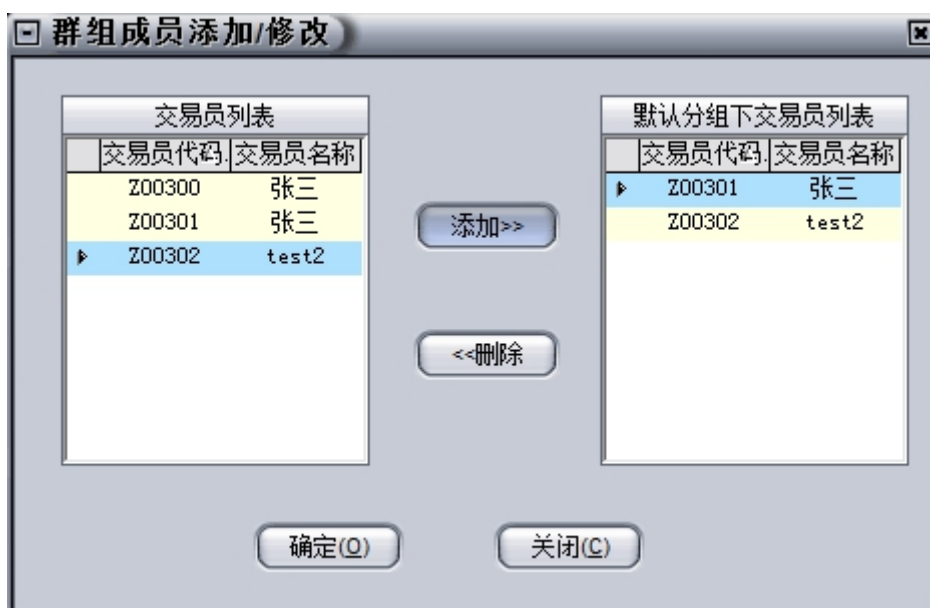 群组成员添加/修改
交易员列表
交易员代码 交易员名称
Z00300 张三
Z00301 张三
Z00302 test2
添加>>
<<删除
默认分组下交易员列表
交易员代码 交易员名称
Z00301 张三
Z00302 test2
确定(O)
关闭(C)